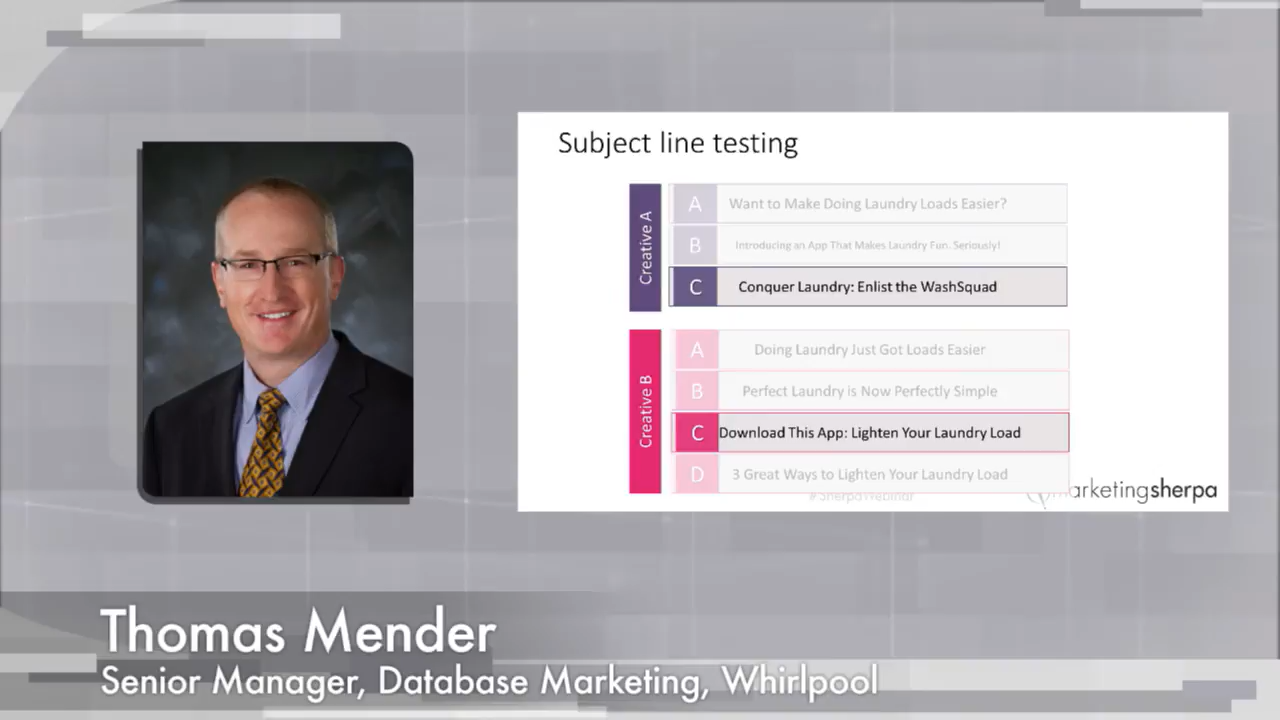 Subject line testing
Creative A
A Want to Make Doing Laundry Loads Easier?
B Introducing an App That Makes Laundry Fun. Seriously!
C Conquer Laundry: Enlist the WashSquad
Creative B
A Doing Laundry Just Got Loads Easier
B Perfect Laundry is Now Perfectly Simple
C Download This App: Lighten Your Laundry Load
D 3 Great Ways to Lighten Your Laundry Load
#SherpaWebinar
marketingsherpa
Thomas Mender
Senior Manager, Database Marketing, Whirlpool